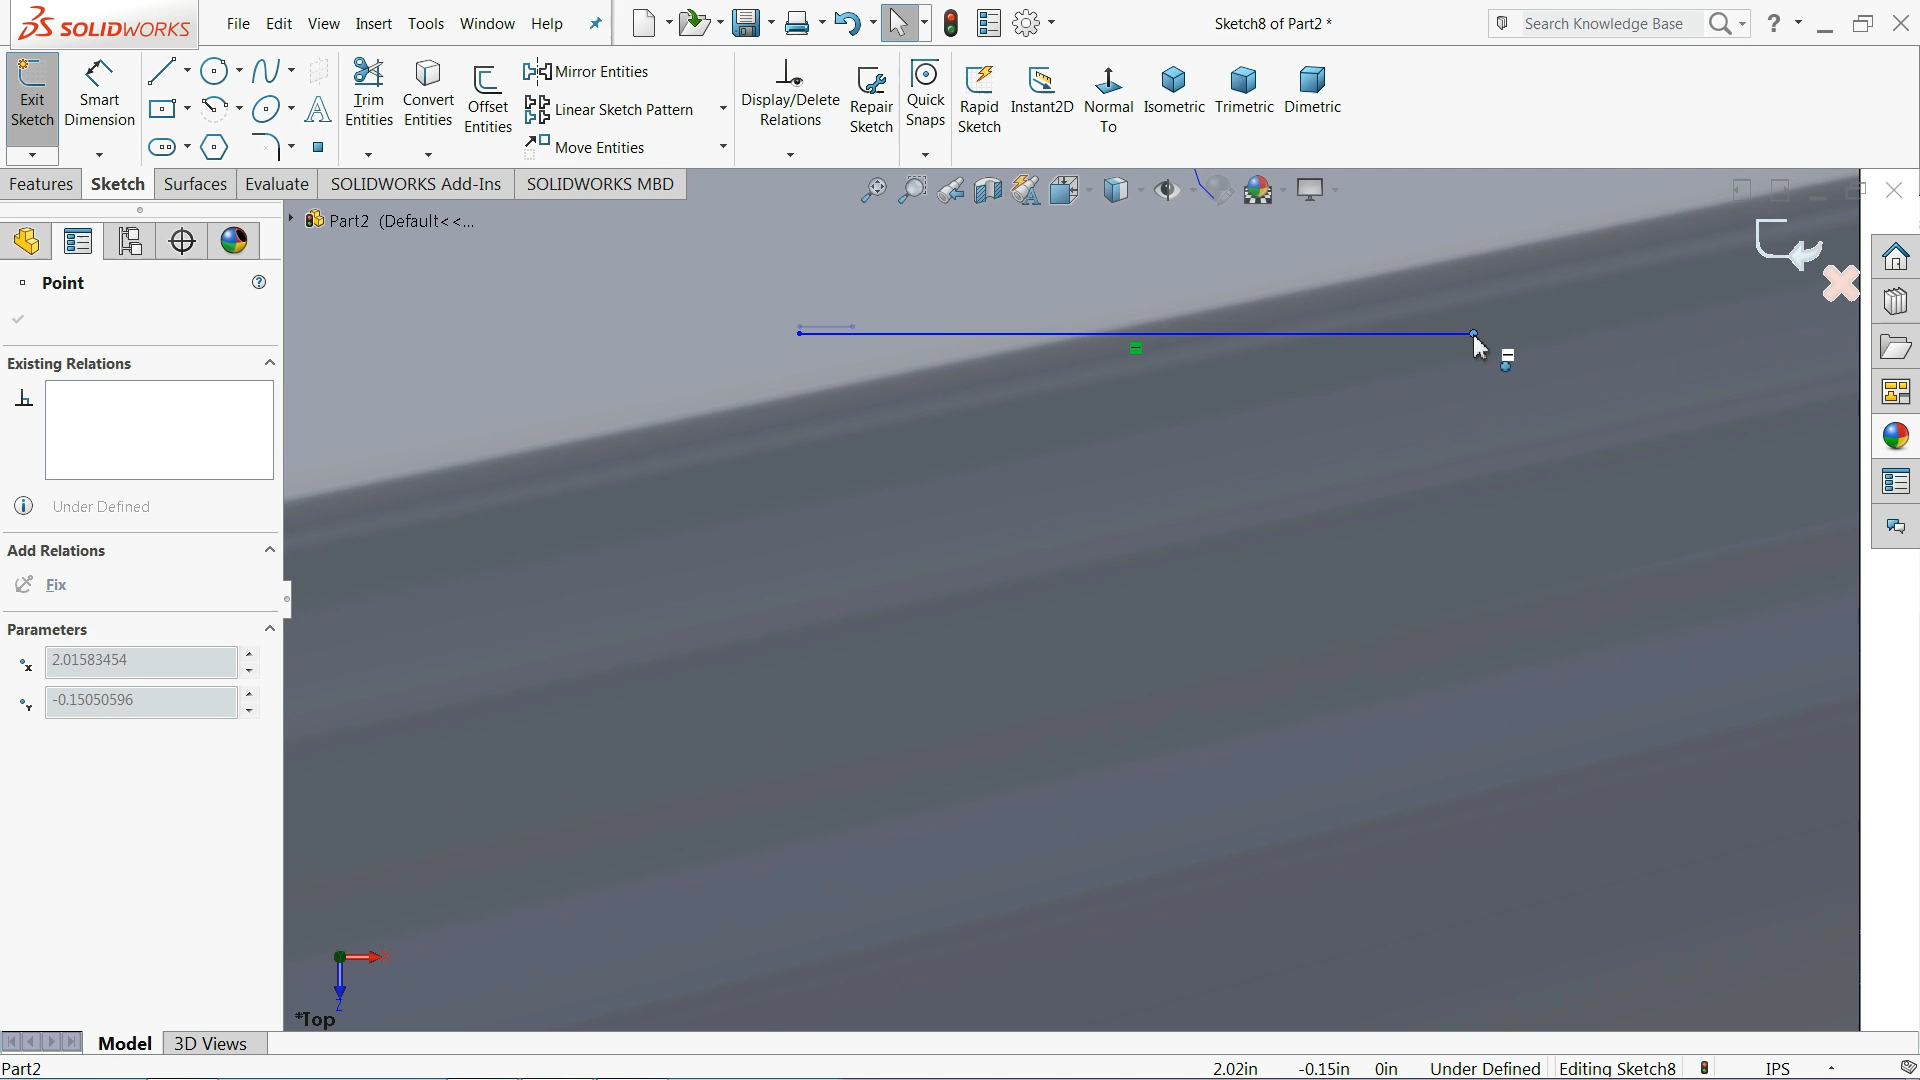 SOLIDWORKS
File Edit View Insert Tools Window Help
Sketch8 of Part2 *
Search Knowledge Base
?
Exit Sketch
Smart Dimension
Trim Entities
Convert Entities
Offset Entities
Mirror Entities
Linear Sketch Pattern
Move Entities
Display/Delete Relations
Repair Sketch
Quick Snaps
Rapid Sketch
Instant2D
Normal To
Isometric
Trimetric
Dimetric
Features Sketch Surfaces Evaluate SOLIDWORKS Add-Ins SOLIDWORKS MBD
Part2 (Default<<...
Point
Existing Relations
Under Defined
Add Relations
Fix
Parameters
x 2.01583454
Y -0.15050596
X
Z
*Top
Model 3D Views
Part2 2.02in -0.15in 0in Under Defined Editing Sketch8 IPS